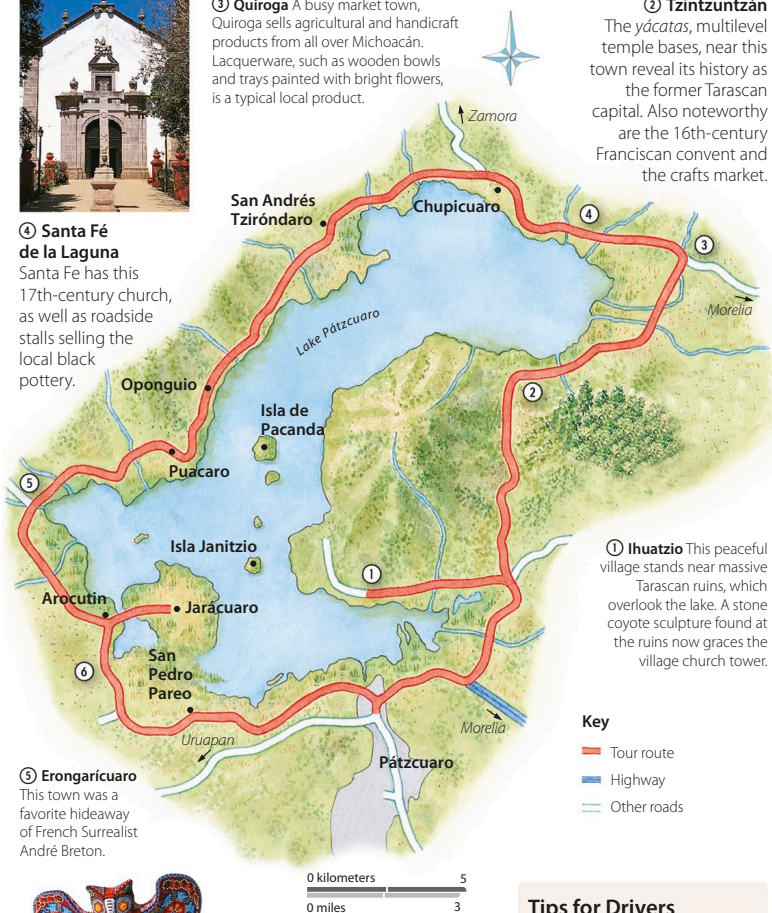 ③ Quiroga A busy market town,
Quiroga sells agricultural and handicraft
products from all over Michoacán.
Lacquerware, such as wooden bowls
and trays painted with bright flowers,
is a typical local product.
② Tzintzuntzán
The yácatas, multilevel
temple bases, near this
town reveal its history as
the former Tarascan
capital. Also noteworthy
are the 16th-century
Franciscan convent and
the crafts market.
④ Santa Fé
de la Laguna
Santa Fe has this
17th-century church,
as well as roadside
stalls selling the
local black
pottery.
Zamora
San Andrés
Tziróndaro
Chupicuaro
④
③
Morelia
Lake Pátzcuaro
Oponguio
②
Isla de
Pacanda
Puacaro
⑤
Isla Janitzio
①
Arocutin
Jarácuaro
⑥
San
Pedro
Pareo
Uruapan
Morelia
Pátzcuaro
① Ihuatzio This peaceful
village stands near massive
Tarascan ruins, which
overlook the lake. A stone
coyote sculpture found at
the ruins now graces the
village church tower.
Key
Tour route
Highway
Other roads
⑤ Erongarícuaro
This town was a
favorite hideaway
of French Surrealist
André Breton.
0 kilometers 5
0 miles 3
Tips for Drivers